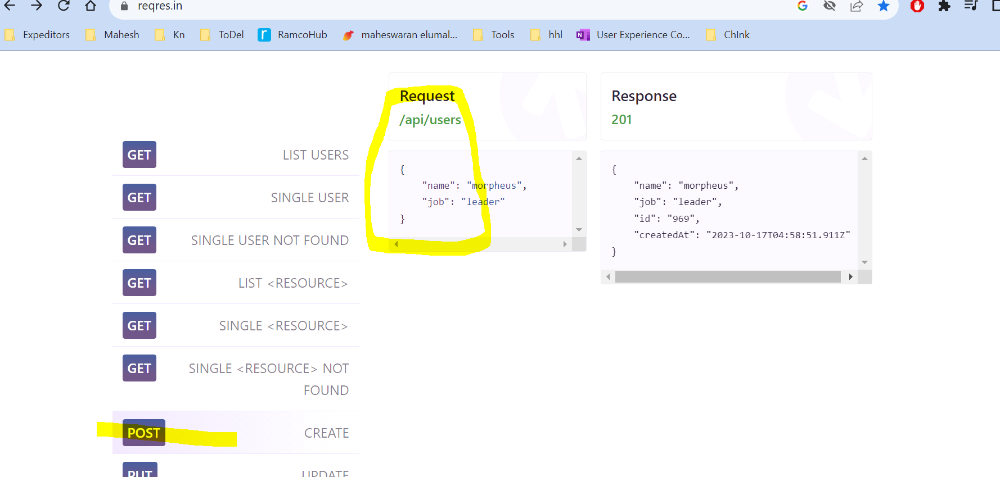 reqres.in
Expeditors Mahesh Kn ToDel RamcoHub maheswaran elumal... Tools hhl User Experience Co... ChInk
Request
/api/users
{
"name": "morpheus",
"job": "leader"
}
Response
201
{
"name": "morpheus",
"job": "leader",
"id": "969",
"createdAt": "2023-10-17T04:58:51.911Z"
}
GET LIST USERS
GET SINGLE USER
GET SINGLE USER NOT FOUND
GET LIST <RESOURCE>
GET SINGLE <RESOURCE>
GET SINGLE <RESOURCE> NOT
FOUND
POST CREATE
PUT UPDATE